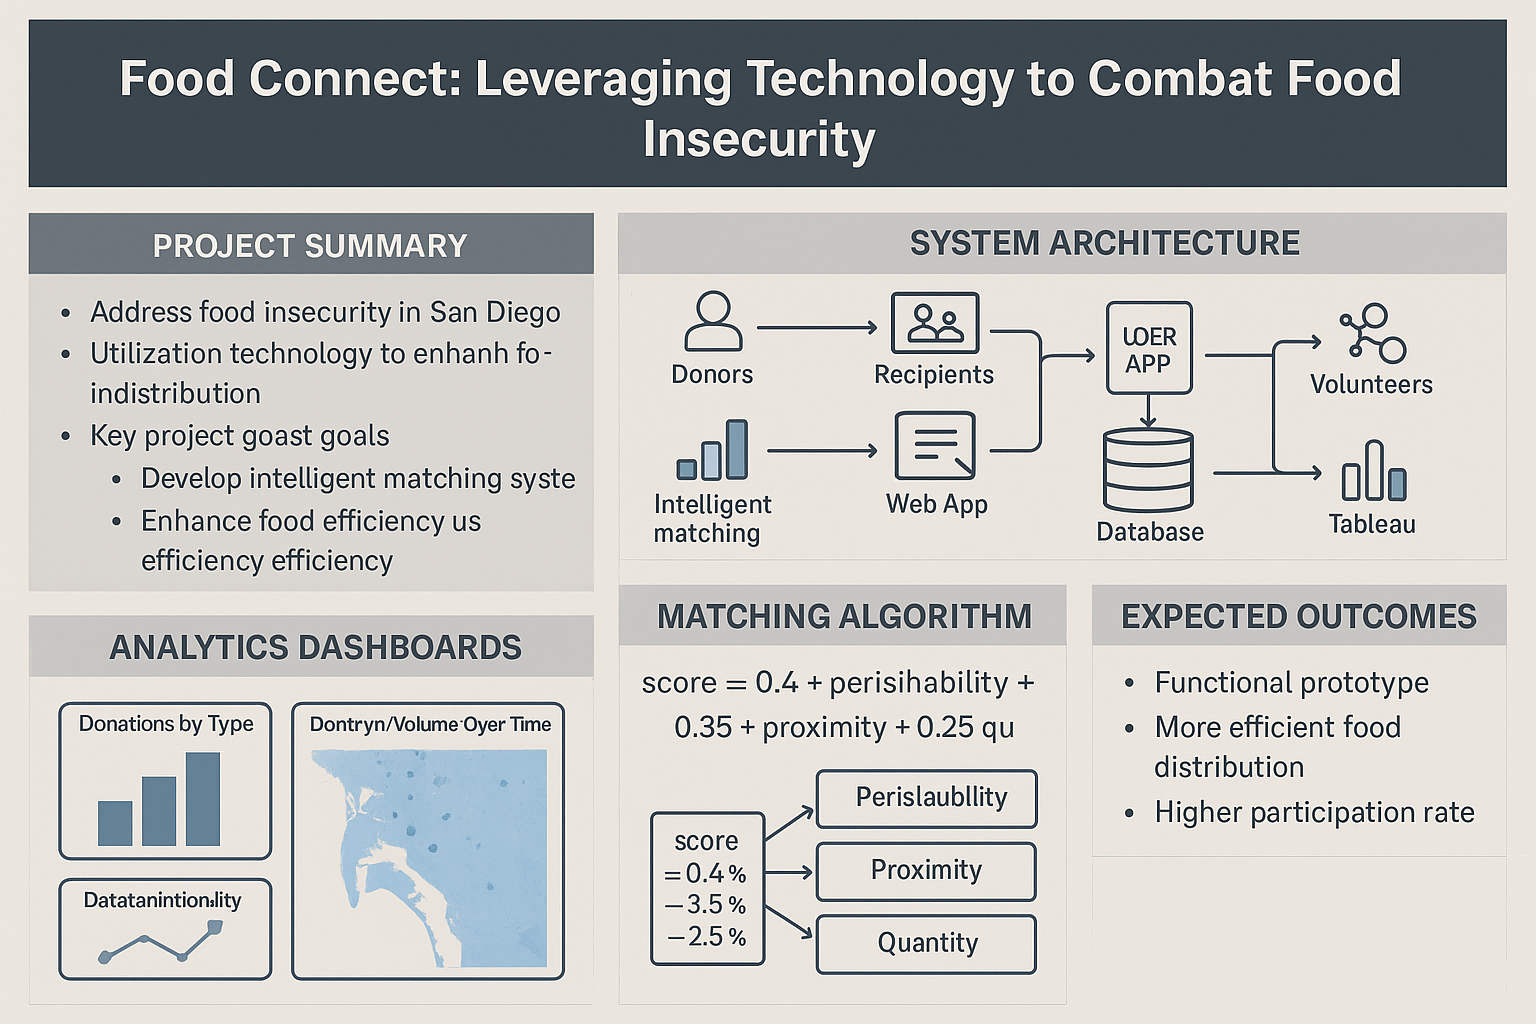 Food Connect: Leveraging Technology to Combat Food
Insecurity
PROJECT SUMMARY
• Address food insecurity in San Diego
• Utilization technology to enhanh fo-
indistribution
• Key project goast goals
• Develop intelligent matching syste
• Enhance food efficiency us
efficiency efficiency
SYSTEM ARCHITECTURE
Donors
Recipients
UOER
APP
Volunteers
Intelligent
matching
Web App
Database
Tableau
ANALYTICS DASHBOARDS
Donations by Type
Dontryn/Volume Oyer Time
Datatanintionality
MATCHING ALGORITHM
score = 0.4 + perisihability +
0.35 + proximity + 0.25 qu
score
=0.4%
−3.5%
−2.5%
Perislaubllity
Proximity
Quantity
EXPECTED OUTCOMES
• Functional prototype
• More efficient food
distribution
• Higher participation rate